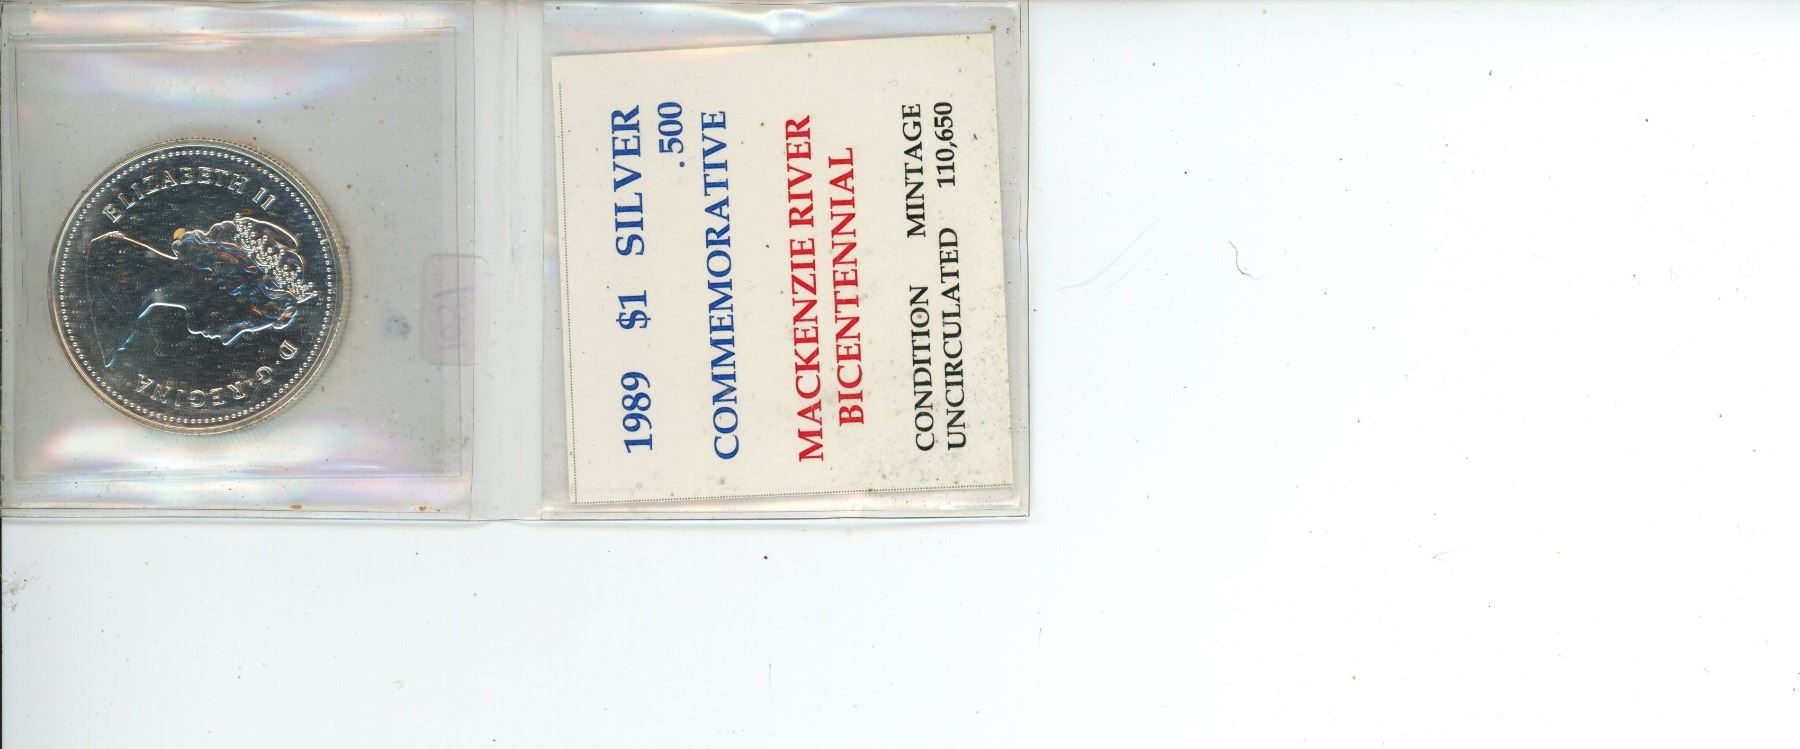 ELIZABETH II
D. G. REGINA
1989 $1 SILVER
.500
COMMEMORATIVE
MACKENZIE RIVER
BICENTENNIAL
CONDITION MINTAGE
UNCIRCULATED 110,650